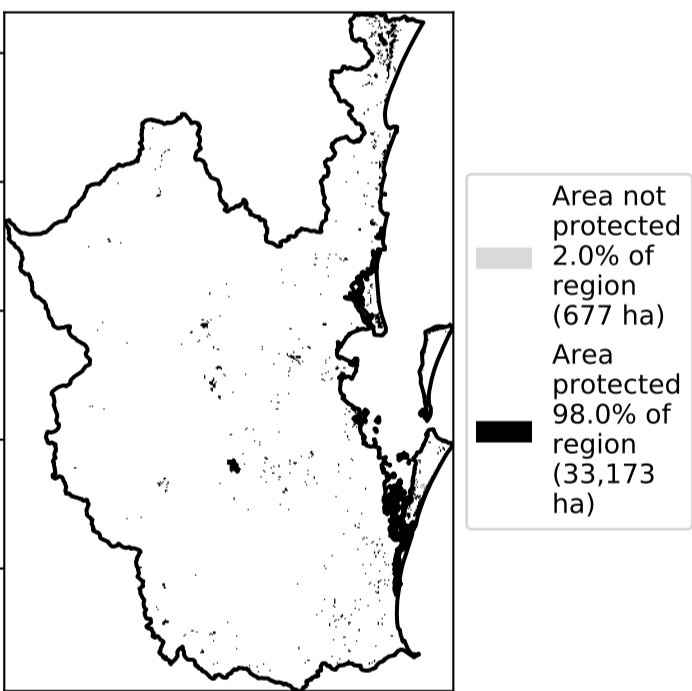 Area not
protected
2.0% of
region
(677 ha)
Area
protected
98.0% of
region
(33,173
ha)